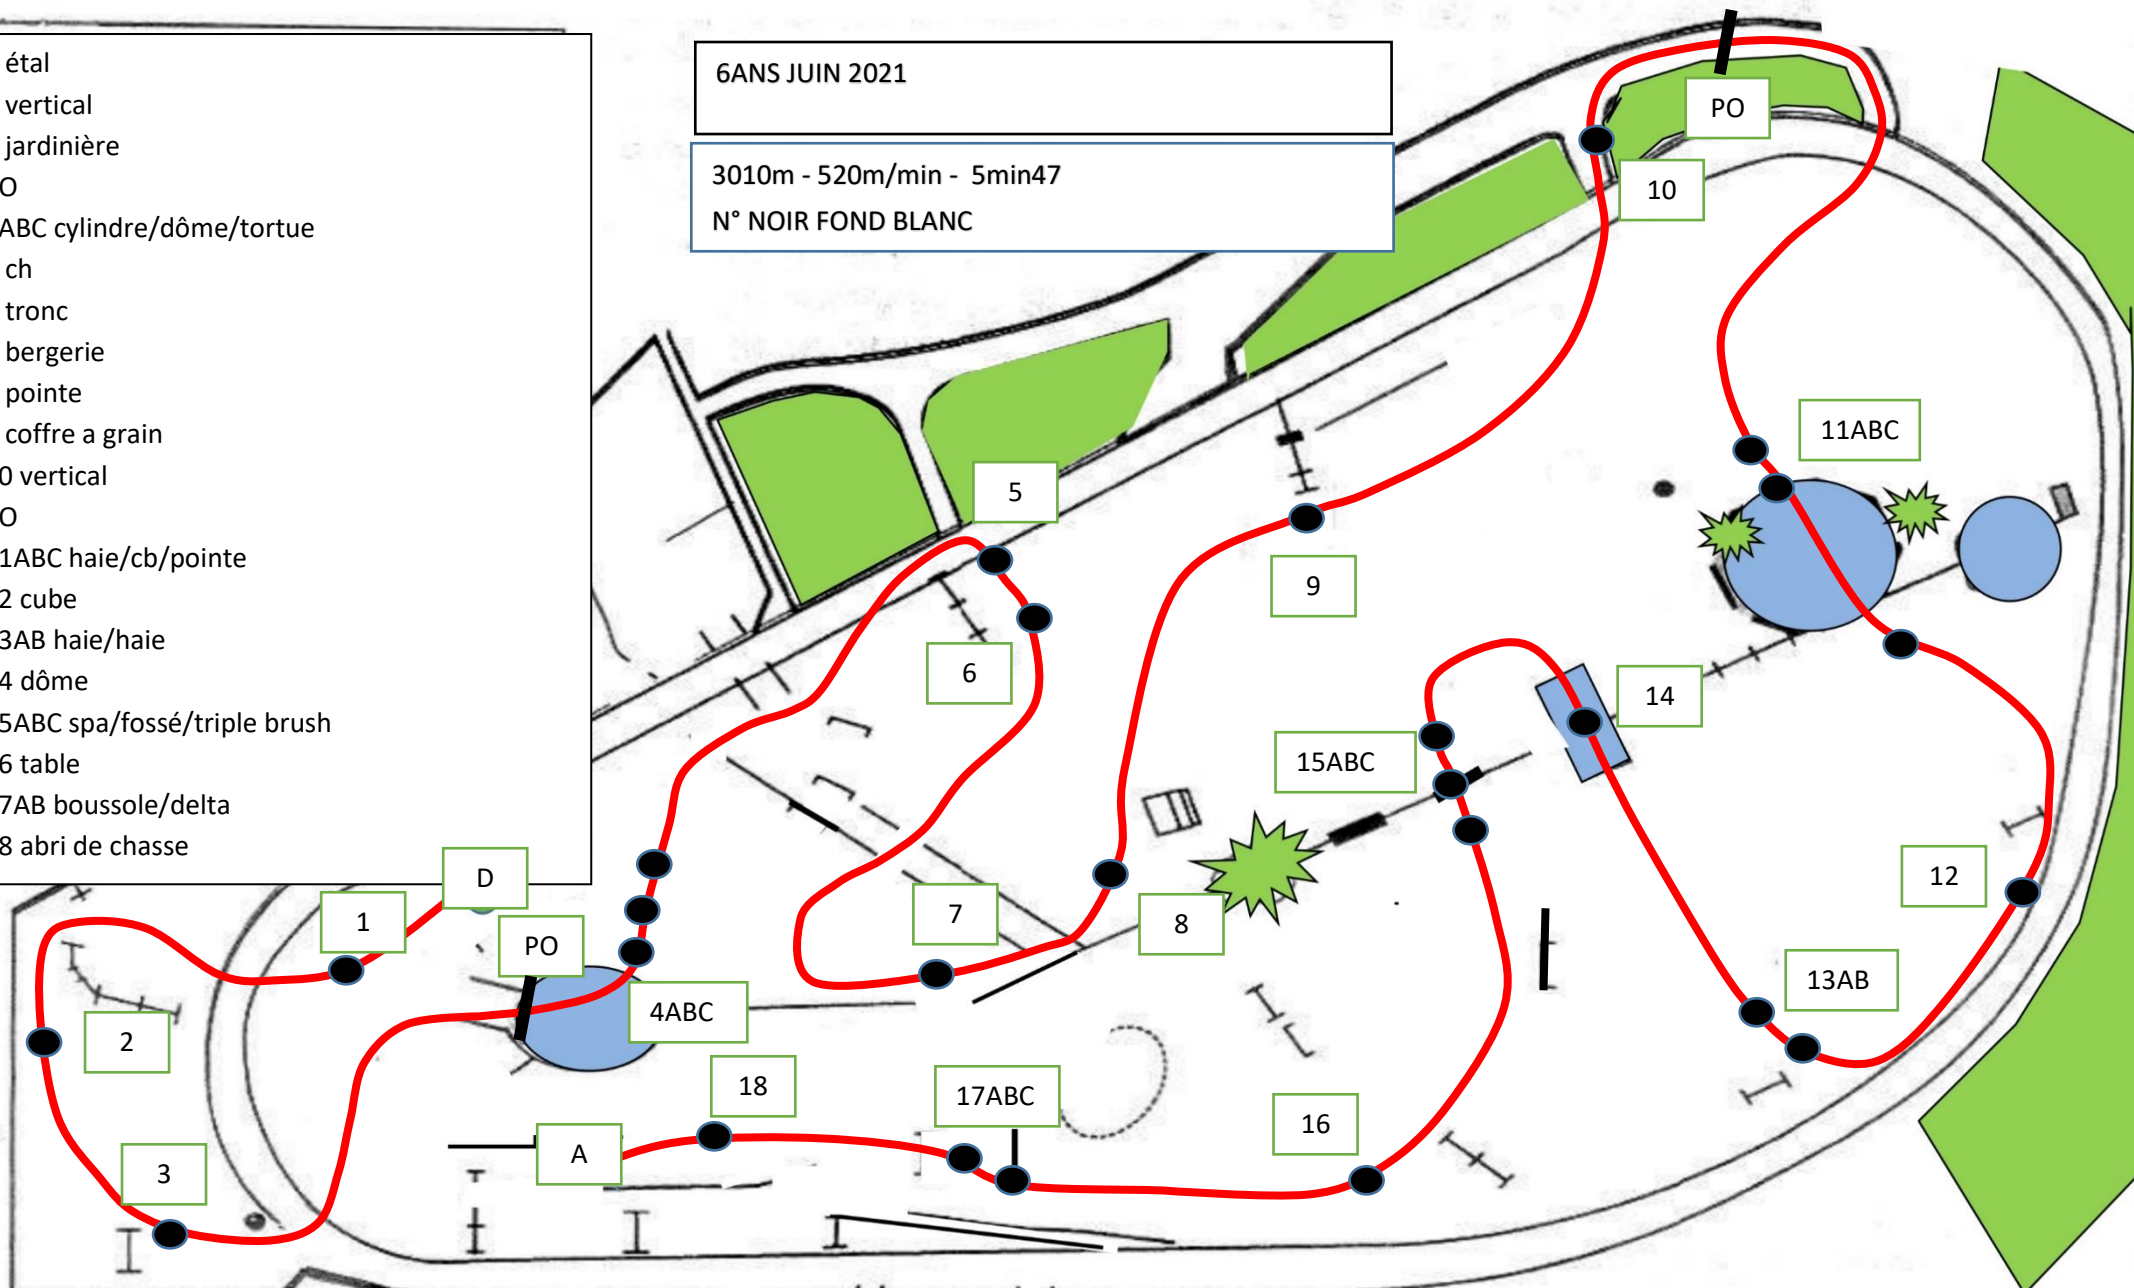 étal
vertical
jardinière
O
ABC cylindre/dôme/tortue
ch
tronc
bergerie
pointe
coffre a grain
0 vertical
O
1ABC haie/cb/pointe
2 cube
3AB haie/haie
4 dôme
5ABC spa/fossé/triple brush
6 table
7AB boussole/delta
8 abri de chasse
6ANS JUIN 2021
3010m - 520m/min - 5min47
N° NOIR FOND BLANC
PO
10
11ABC
5
9
6
14
15ABC
12
D
1
7
8
PO
13AB
4ABC
2
18
17ABC
16
A
3